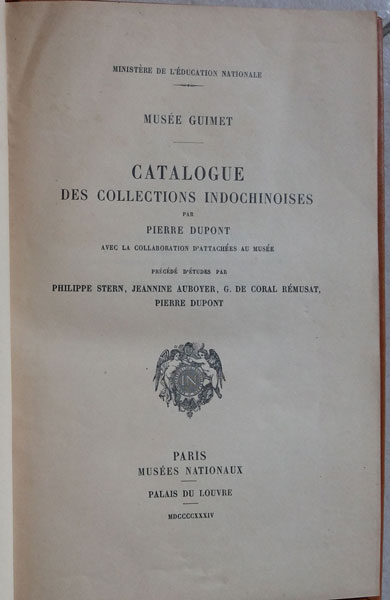 MINISTÈRE DE L'ÉDUCATION NATIONALE
MUSÉE GUIMET
CATALOGUE
DES COLLECTIONS INDOCHINOISES
PAR
PIERRE DUPONT
AVEC LA COLLABORATION D'ATTACHÉES AU MUSÉE
PRÉCÉDÉ D'ÉTUDES PAR
PHILIPPE STERN, JEANNINE AUBOYER, G. DE CORAL RÉMUSAT,
PIERRE DUPONT
PARIS
MUSÉES NATIONAUX
PALAIS DU LOUVRE
MDCCCCXXXIV